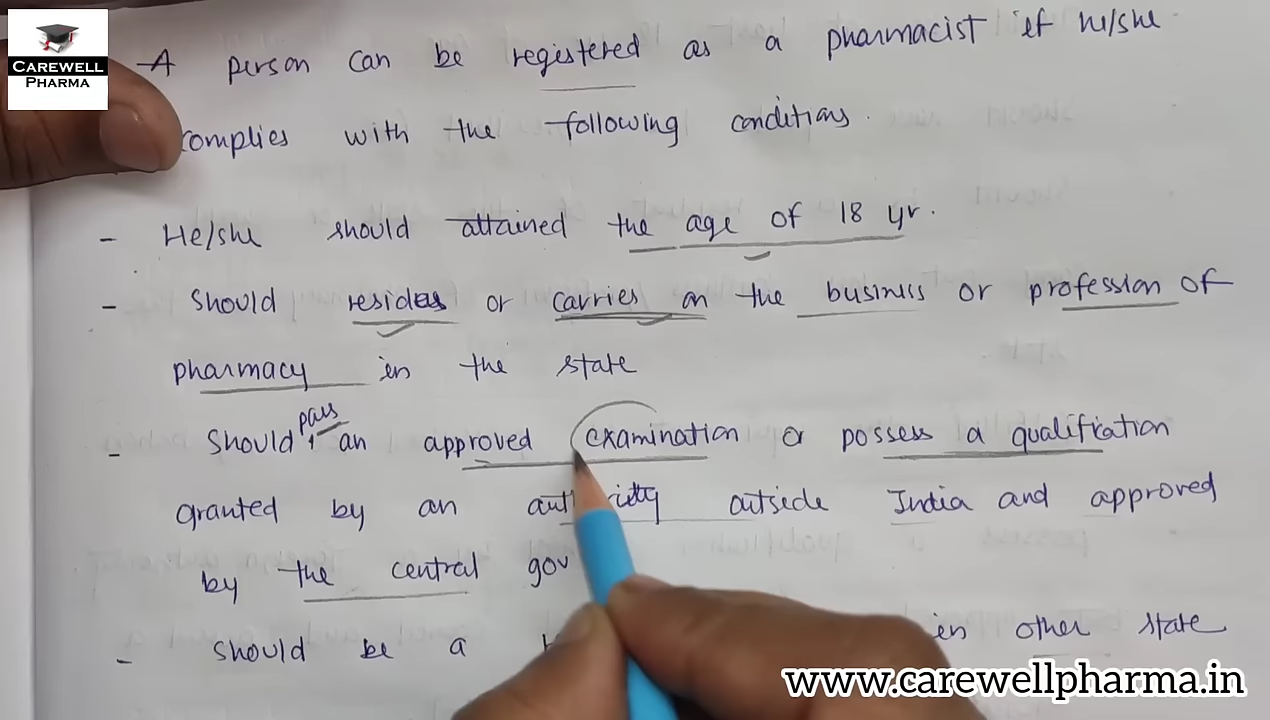 CAREWELL
PHARMA
A person can be registered as a pharmacist if he/she
complies with the following conditions.
- He/she should attained the age of 18 yr.
- Should resides or carries on the business or profession of
pharmacy in the state
- Should pass an approved examination or possess a qualification
granted by an outside India and approved
by the central
- Should be a in other state
www.carewellpharma.in